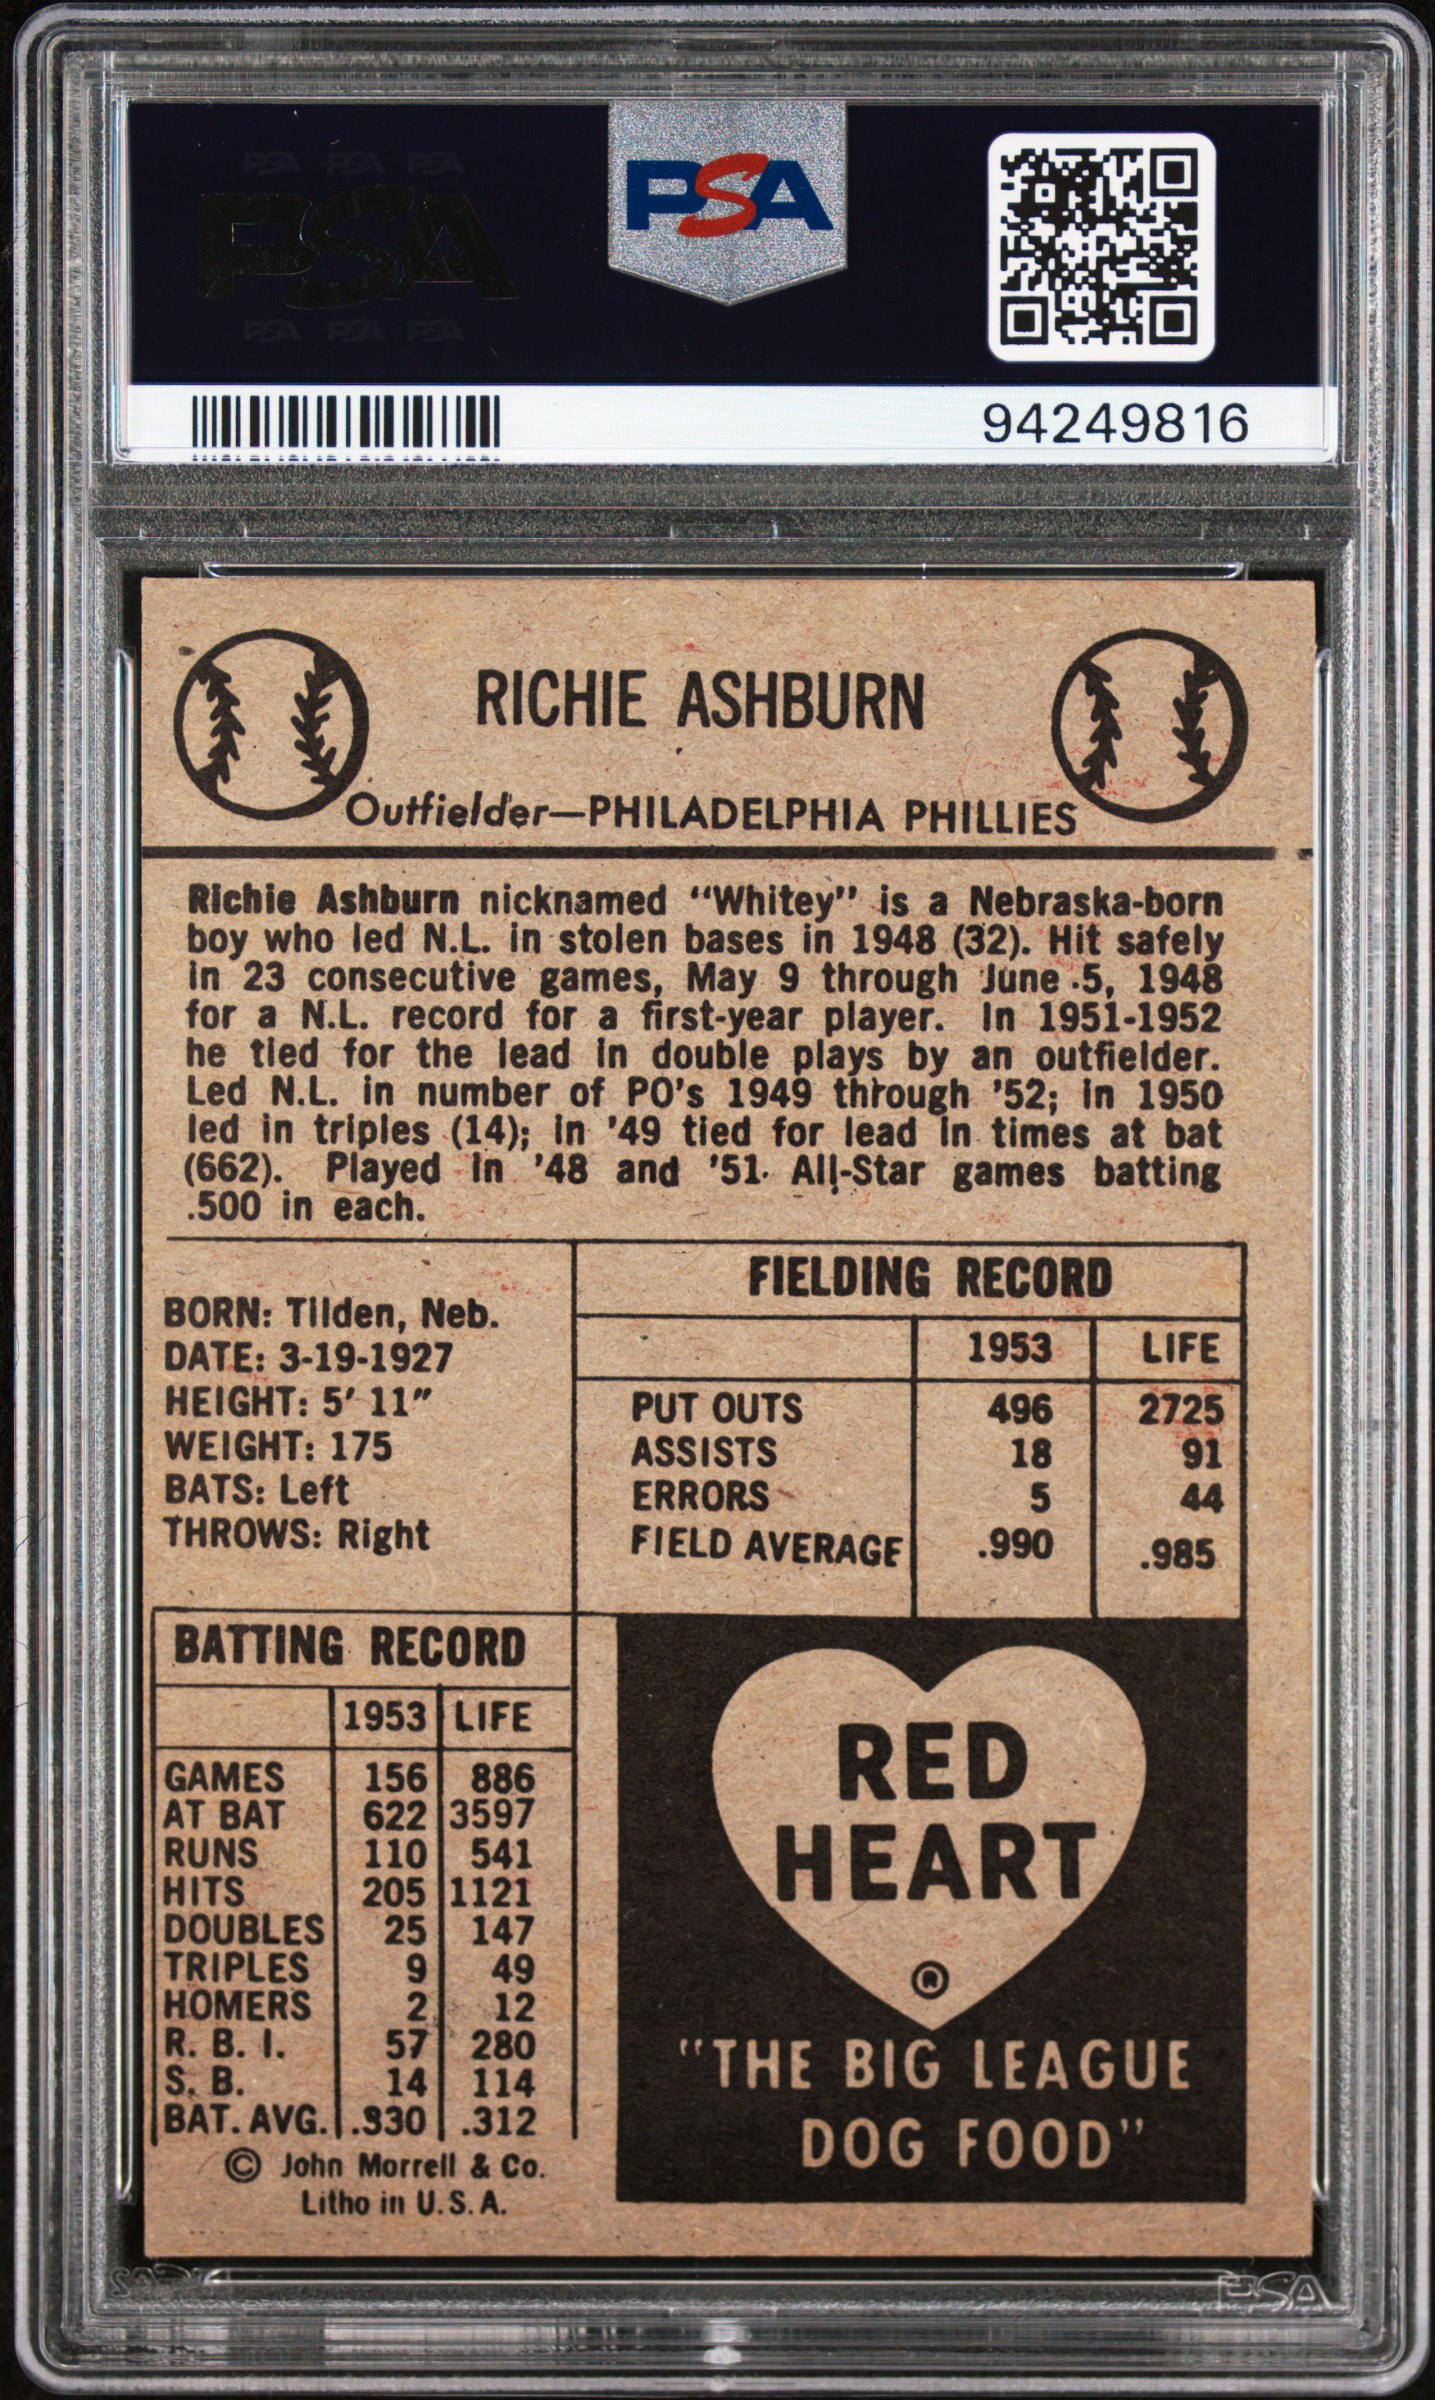 PSA PSA PSA
PSA
PSA PSA PSA
PSA
94249816
RICHIE ASHBURN
Outfielder—PHILADELPHIA PHILLIES
Richie Ashburn nicknamed "Whitey" is a Nebraska-born
boy who led N.L. in stolen bases in 1948 (32). Hit safely
in 23 consecutive games, May 9 through June 5, 1948
for a N.L. record for a first-year player. In 1951-1952
he tied for the lead in double plays by an outfielder.
Led N.L. in number of PO's 1949 through '52; in 1950
led in triples (14); in '49 tied for lead in times at bat
(662). Played in '48 and '51 All-Star games batting
.500 in each.
BORN: Tilden, Neb.
DATE: 3-19-1927
HEIGHT: 5' 11"
WEIGHT: 175
BATS: Left
THROWS: Right
FIELDING RECORD
1953 LIFE
PUT OUTS 496 2725
ASSISTS 18 91
ERRORS 5 44
FIELD AVERAGE .990 .985
BATTING RECORD
1953 LIFE
GAMES 156 886
AT BAT 622 3597
RUNS 110 541
HITS 205 1121
DOUBLES 25 147
TRIPLES 9 49
HOMERS 2 12
R. B. I. 57 280
S. B. 14 114
BAT. AVG. .330 .312
© John Morrell & Co.
Litho in U.S.A.
RED
HEART
®
"THE BIG LEAGUE
DOG FOOD"
PSA